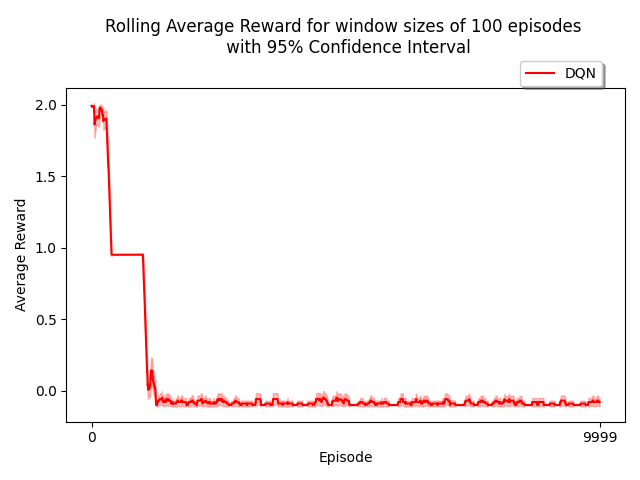 Rolling Average Reward for window sizes of 100 episodes
with 95% Confidence Interval
DQN
2.0
1.5
1.0
0.5
0.0
Average Reward
0
9999
Episode